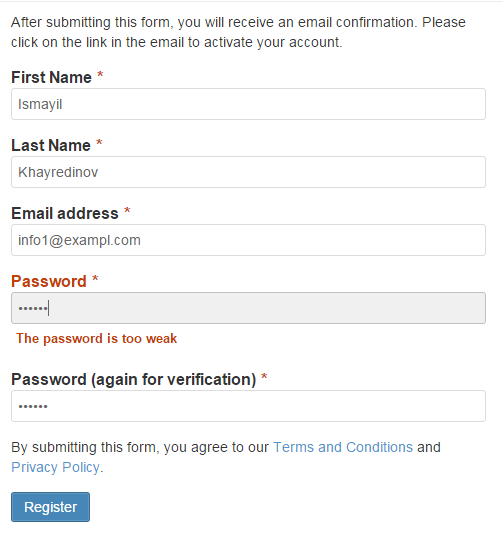 After submitting this form, you will receive an email confirmation. Please
click on the link in the email to activate your account.
First Name *
Ismayil
Last Name *
Khayredinov
Email address *
info1@exampl.com
Password *
••••••
The password is too weak
Password (again for verification) *
••••••
By submitting this form, you agree to our Terms and Conditions and
Privacy Policy.
Register